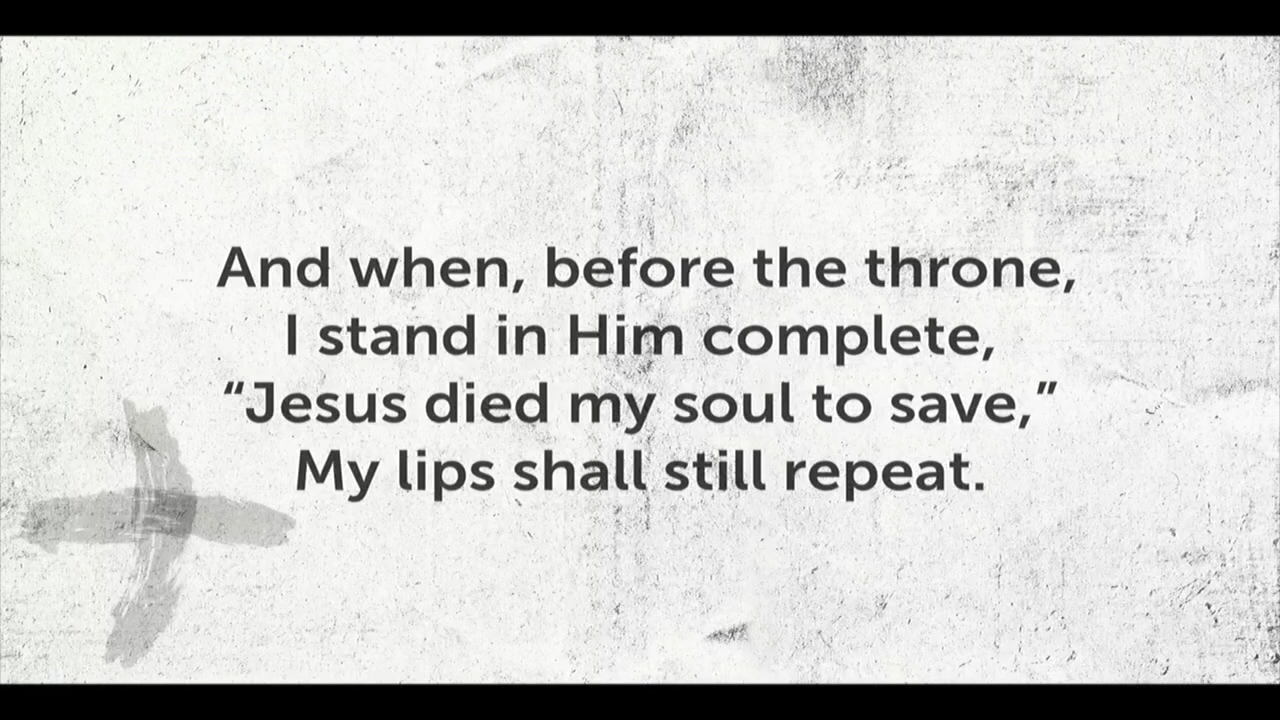 And when, before the throne,
I stand in Him complete,
“Jesus died my soul to save,”
My lips shall still repeat.